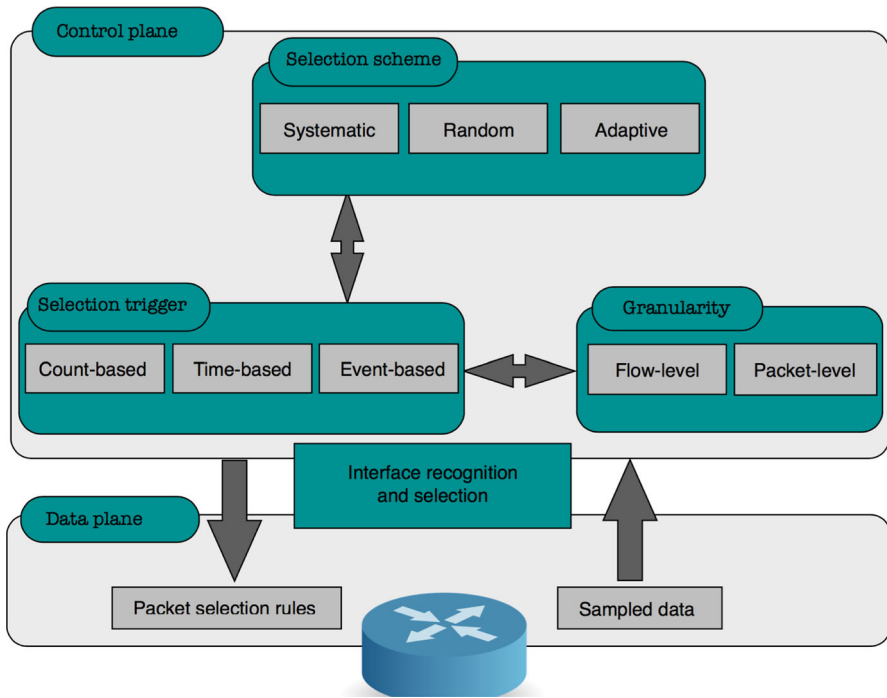 Control plane
Selection scheme
Systematic
Random
Adaptive
Selection trigger
Count-based
Time-based
Event-based
Granularity
Flow-level
Packet-level
Interface recognition
and selection
Data plane
Packet selection rules
Sampled data